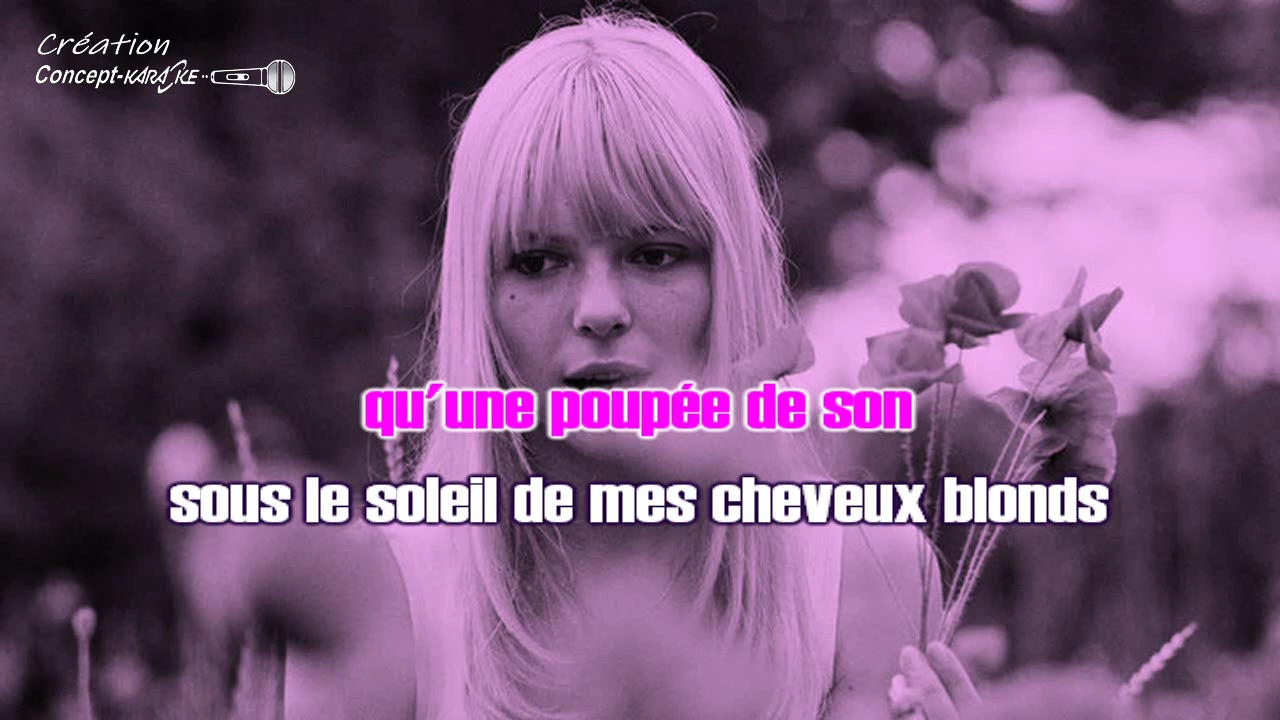 Création
Concept-KARAOKE
qu'une poupée de son
sous le soleil de mes cheveux blonds